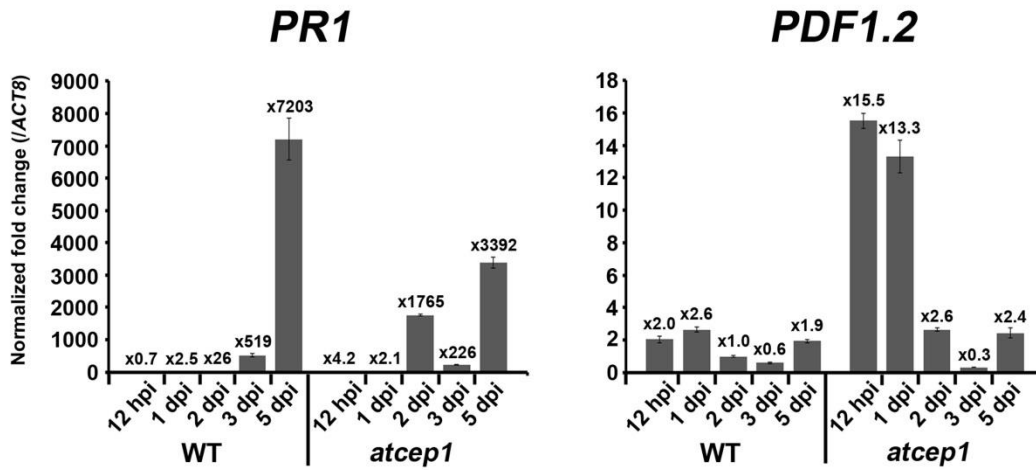 PR1
Normalized fold change (/ACT8)
9000
8000
7000
6000
5000
4000
3000
2000
1000
0
x0.7
x2.5
x26
x519
x7203
x4.2
x2.1
x1765
x226
x3392
12 hpi
1 dpi
2 dpi
3 dpi
5 dpi
12 hpi
1 dpi
2 dpi
3 dpi
5 dpi
WT
atcep1
PDF1.2
18
16
14
12
10
8
6
4
2
0
x2.0
x2.6
x1.0
x0.6
x1.9
x15.5
x13.3
x2.6
x0.3
x2.4
12 hpi
1 dpi
2 dpi
3 dpi
5 dpi
12 hpi
1 dpi
2 dpi
3 dpi
5 dpi
WT
atcep1